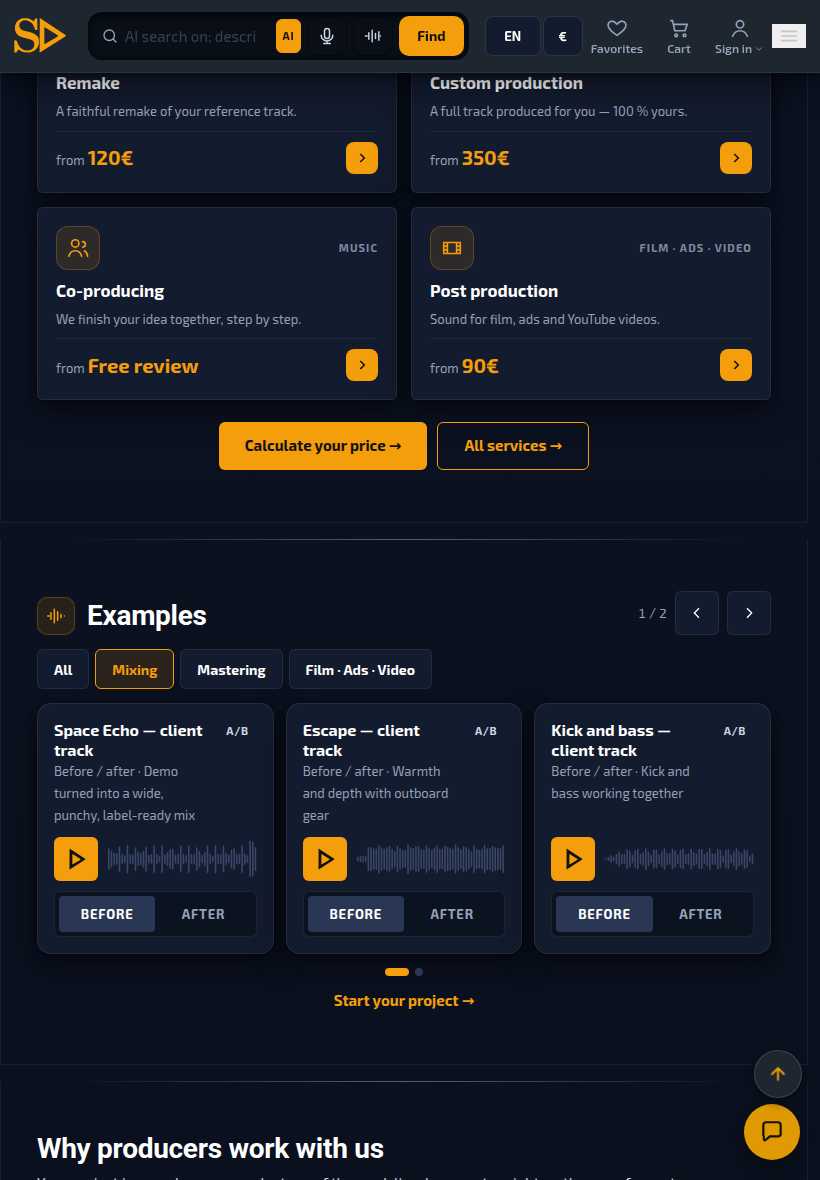 AI search on: descri
AI
Find
EN
€
Favorites
Cart
Sign in
Remake
A faithful remake of your reference track.
from 120€
Custom production
A full track produced for you — 100 % yours.
from 350€
MUSIC
Co-producing
We finish your idea together, step by step.
from Free review
FILM · ADS · VIDEO
Post production
Sound for film, ads and YouTube videos.
from 90€
Calculate your price →
All services →
Examples
1 / 2
All
Mixing
Mastering
Film · Ads · Video
Space Echo — client
track
A/B
Before / after · Demo
turned into a wide,
punchy, label-ready mix
BEFORE
AFTER
Escape — client
track
A/B
Before / after · Warmth
and depth with outboard
gear
BEFORE
AFTER
Kick and bass —
client track
A/B
Before / after · Kick and
bass working together
BEFORE
AFTER
Start your project →
Why producers work with us